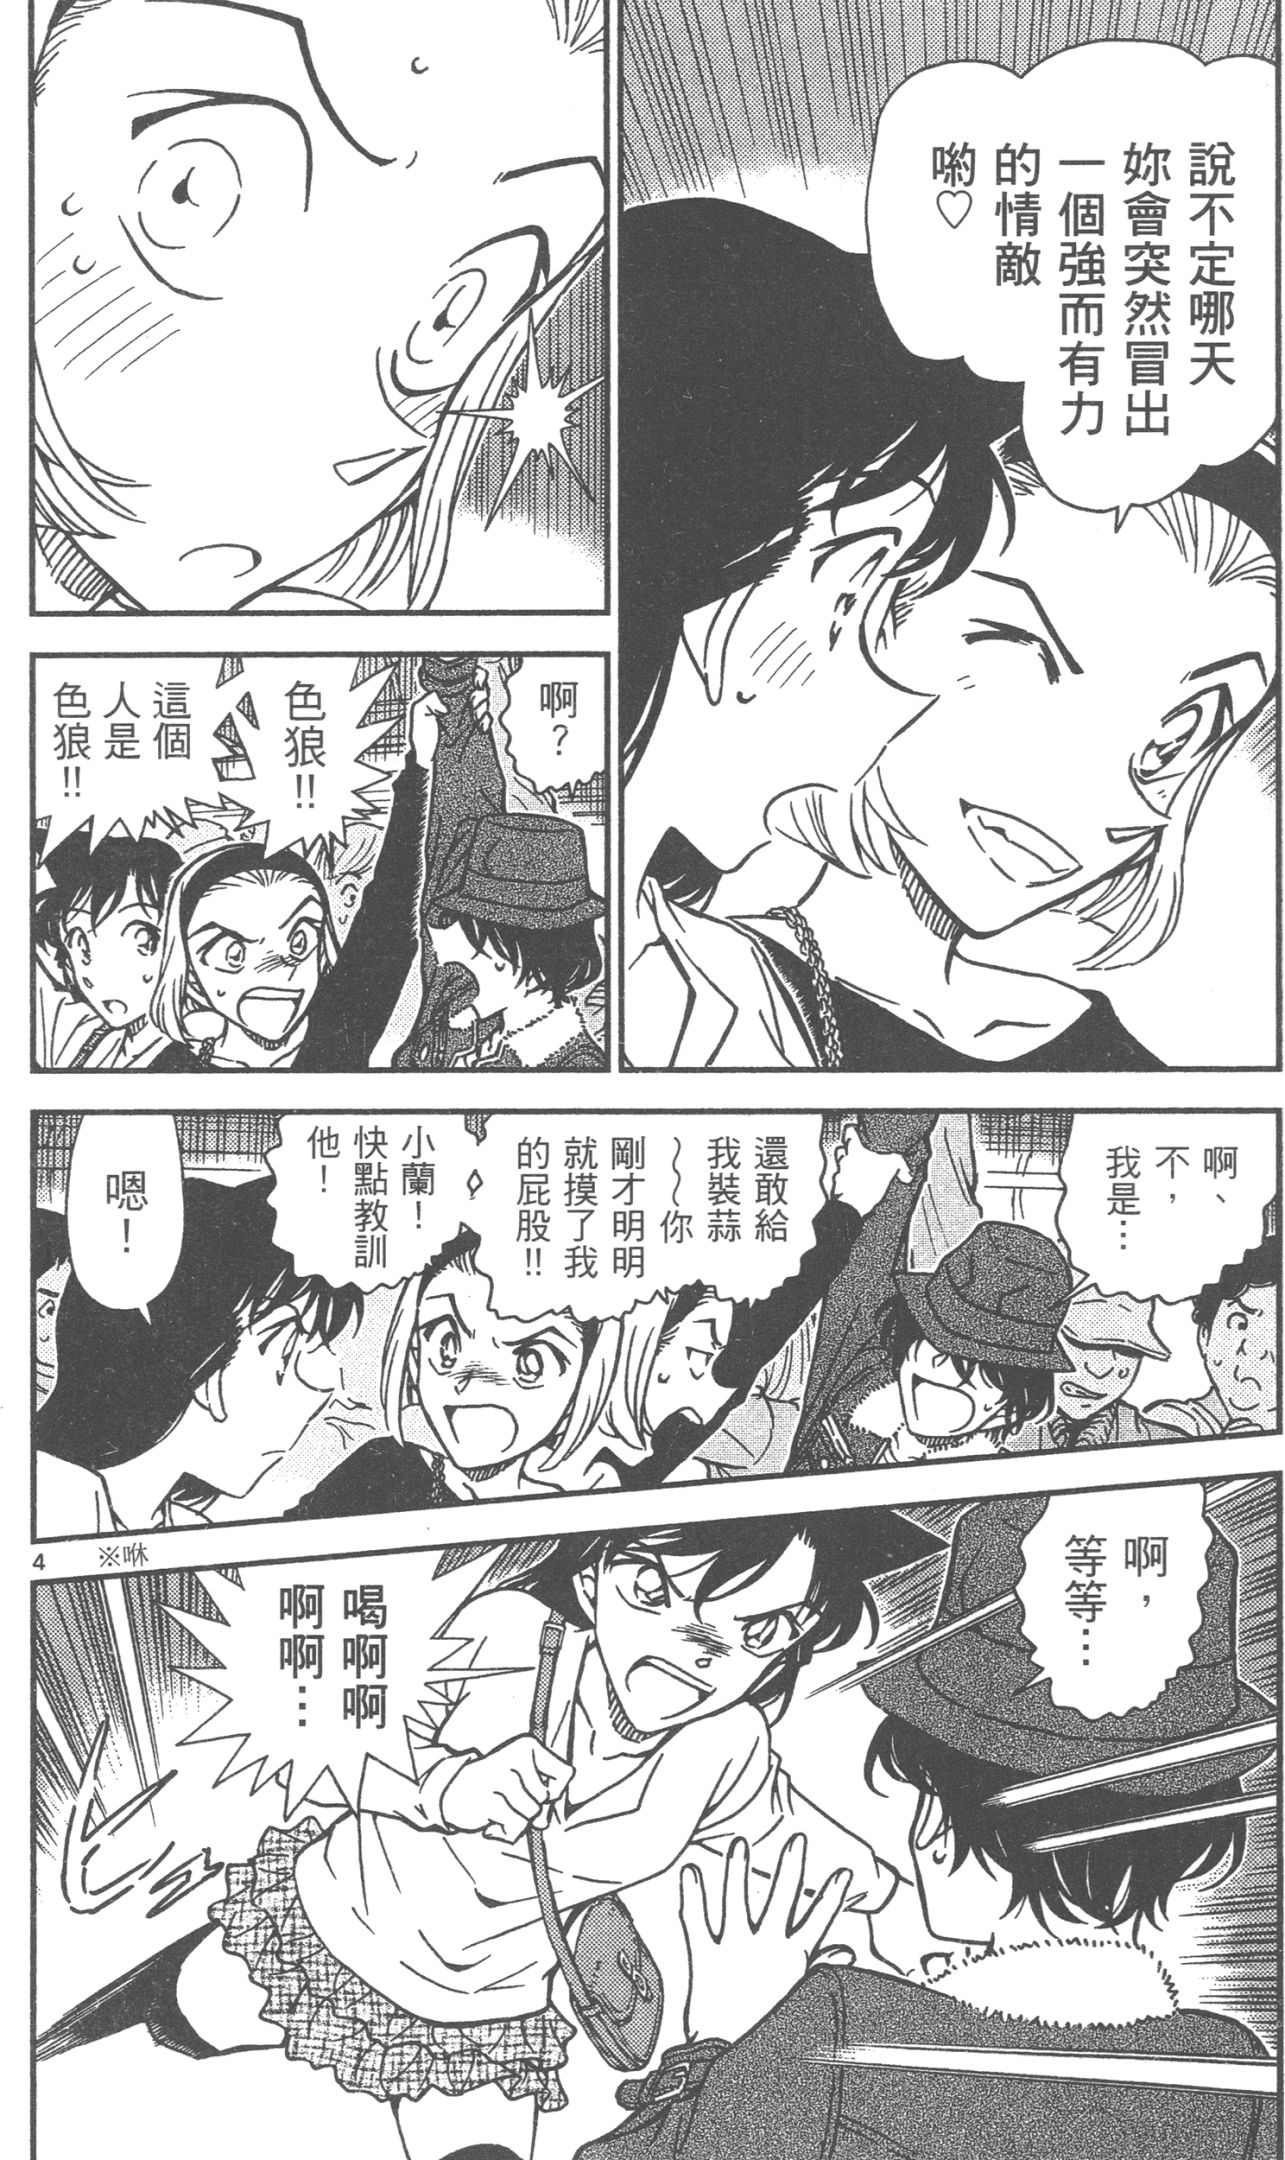 說不定哪天
妳會突然冒出
一個強而有力
的情敵
喲♡
啊？
色狼!!
這個
人是
色狼!!
啊、
不，
我是…
還敢給
我裝蒜
～～你
剛才明明
就摸了我
的屁股!!
小蘭！
快點教訓
他！
嗯！
啊，
等等…
喝啊啊
啊啊…
4
※咻